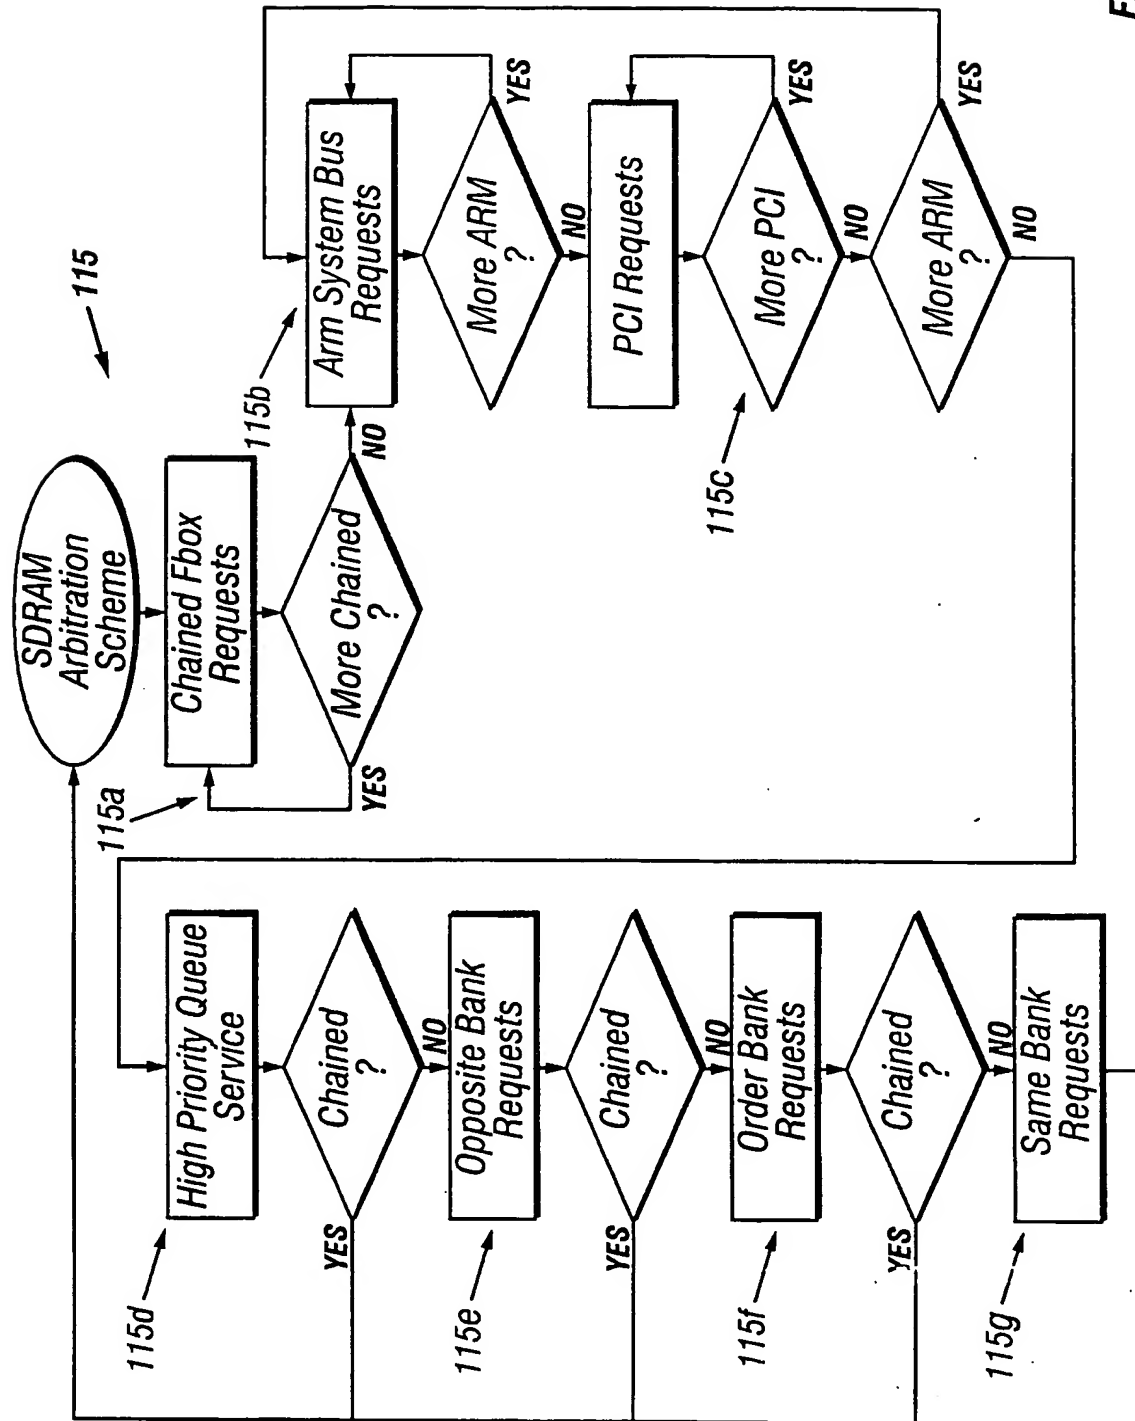 SDRAM
Arbitration
Scheme
115
115a
Chained Fbox
Requests
More Chained
?
YES
NO
115b
Arm System Bus
Requests
More ARM
?
YES
NO
PCI Requests
115c
More PCI
?
YES
NO
More ARM
?
YES
NO
115d
High Priority Queue
Service
Chained
?
YES
NO
115e
Opposite Bank
Requests
Chained
?
YES
NO
115f
Order Bank
Requests
Chained
?
YES
NO
115g
Same Bank
Requests